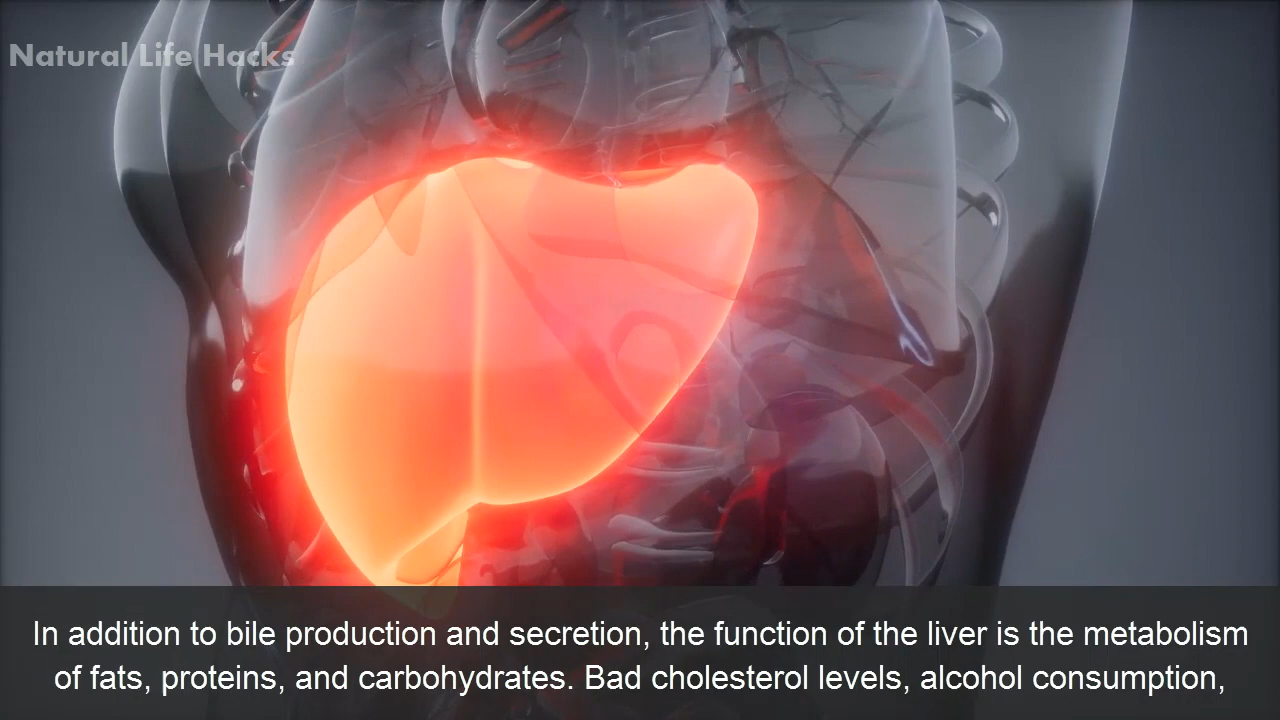 Natural Life Hacks
In addition to bile production and secretion, the function of the liver is the metabolism
of fats, proteins, and carbohydrates. Bad cholesterol levels, alcohol consumption,